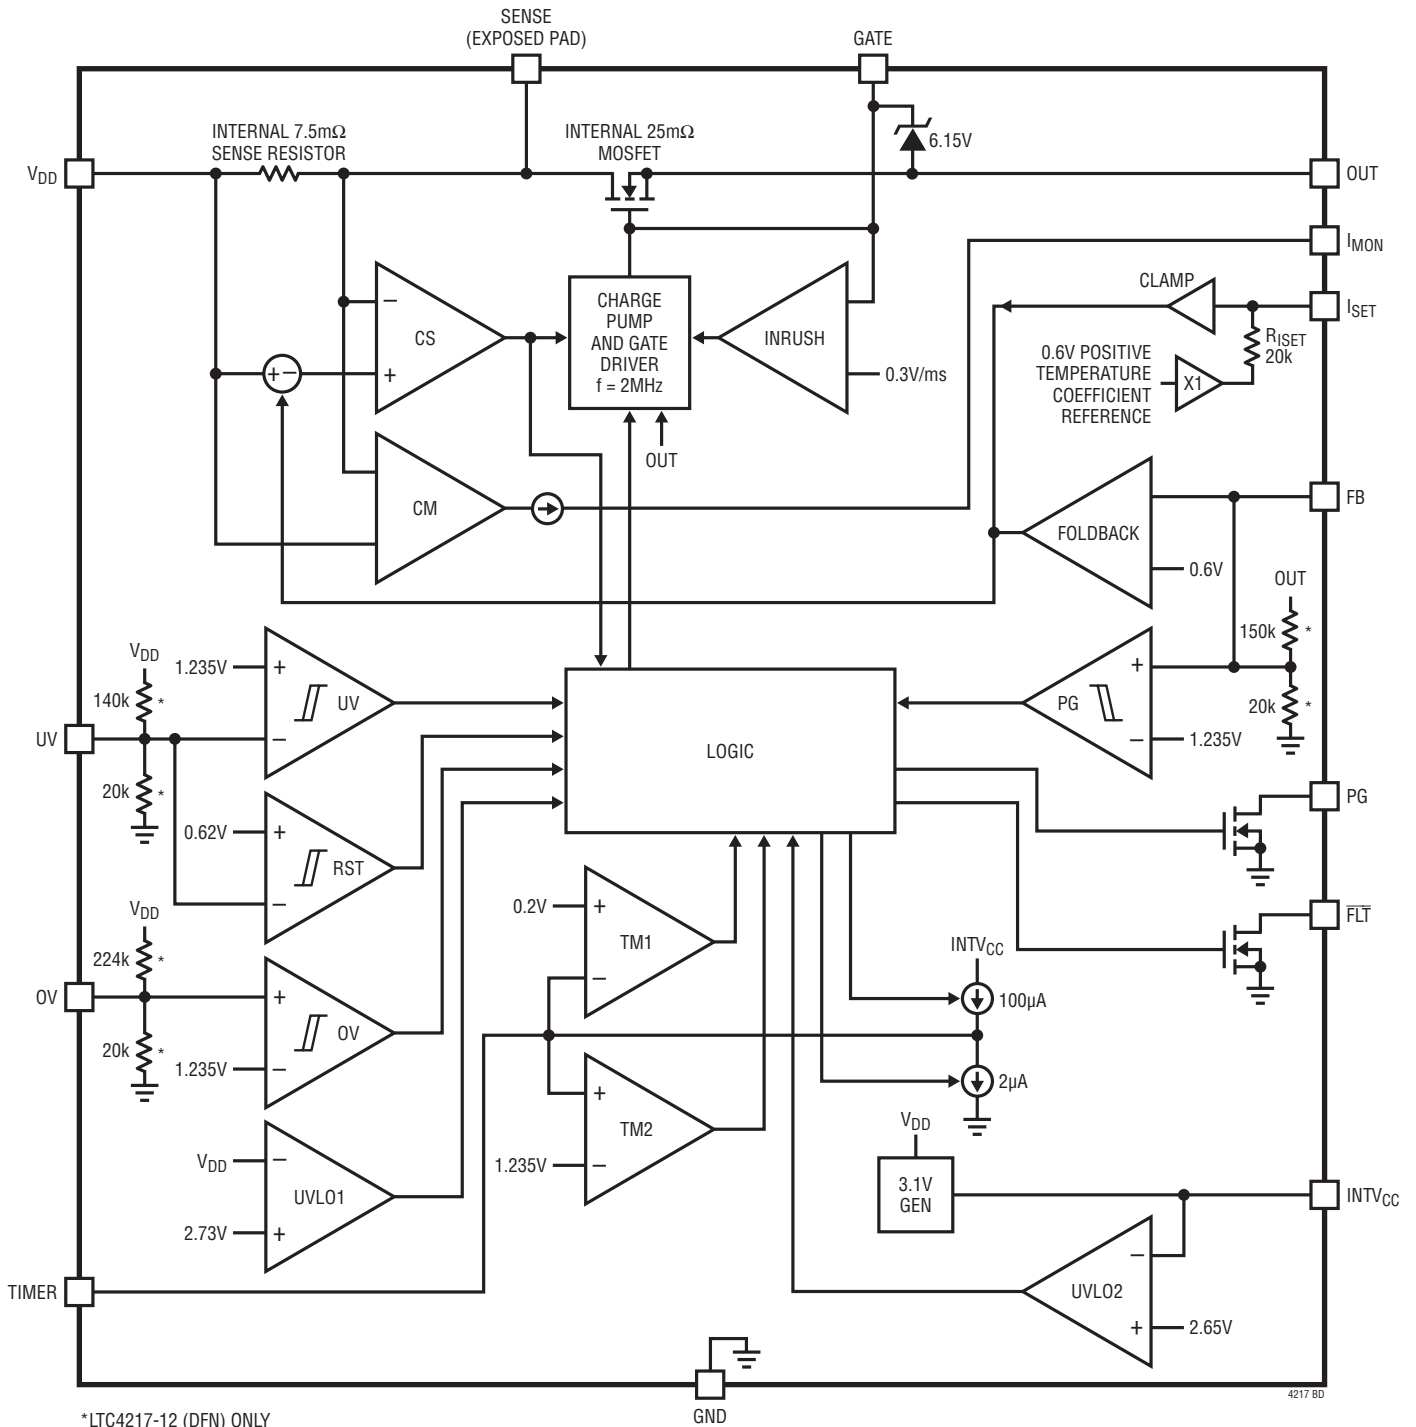 SENSE
(EXPOSED PAD)
GATE
INTERNAL 7.5mΩ
SENSE RESISTOR
INTERNAL 25mΩ
MOSFET
6.15V
VDD
OUT
IMON
CLAMP
ISET
RISET
20k
0.6V POSITIVE
TEMPERATURE
COEFFICIENT
REFERENCE
X1
−
CS
+
+−
CHARGE
PUMP
AND GATE
DRIVER
f = 2MHz
INRUSH
0.3V/ms
OUT
CM
FOLDBACK
FB
0.6V
OUT
150k *
20k *
VDD
140k *
UV
20k *
1.235V
+
UV
−
LOGIC
+
PG
−
1.235V
0.62V
+
RST
−
PG
FLT
VDD
224k *
OV
20k *
+
OV
1.235V
−
0.2V
+
TM1
−
INTVCC
100µA
2µA
+
TM2
1.235V
−
VDD
−
UVLO1
2.73V
+
VDD
3.1V
GEN
INTVCC
−
UVLO2
+
2.65V
TIMER
GND
4217 BD
*LTC4217-12 (DFN) ONLY